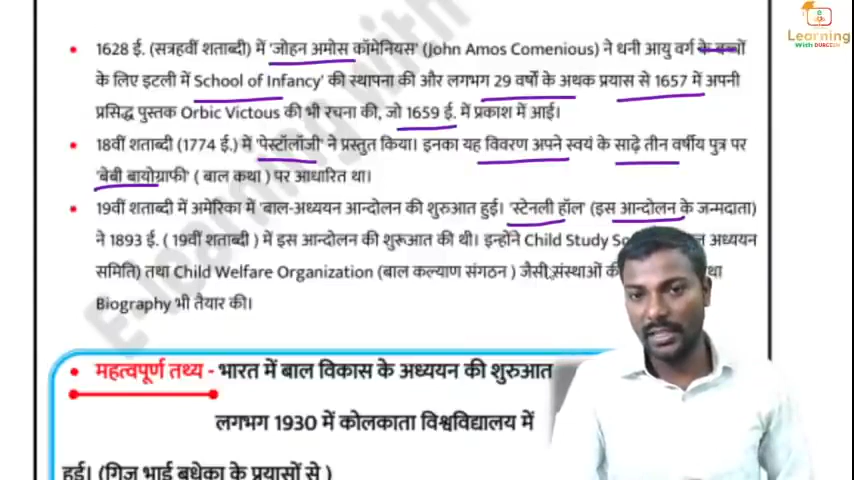 Learning
With DURGESH
1628 ई. (सत्रहवीं शताब्दी) में 'जोहन अमोस कॉमेनियस' (John Amos Comenious) ने धनी आयु वर्ग के बच्चों
के लिए इटली में School of Infancy' की स्थापना की और लगभग 29 वर्षों के अथक प्रयास से 1657 में अपनी
प्रसिद्ध पुस्तक Orbic Victous की भी रचना की, जो 1659 ई. में प्रकाश में आई।
18वीं शताब्दी (1774 ई.) में 'पेस्टॉलॉजी' ने प्रस्तुत किया। इनका यह विवरण अपने स्वयं के साढ़े तीन वर्षीय पुत्र पर
'बेबी बायोग्राफी' ( बाल कथा ) पर आधारित था।
19वीं शताब्दी में अमेरिका में 'बाल-अध्ययन आन्दोलन की शुरुआत हुई। 'स्टेनली हॉल' (इस आन्दोलन के जन्मदाता)
ने 1893 ई. ( 19वीं शताब्दी ) में इस आन्दोलन की शुरूआत की थी। इन्होंने Child Study अध्ययन
समिति) तथा Child Welfare Organization (बाल कल्याण संगठन ) जैसी संस्थाओं
Biography भी तैयार की।
महत्वपूर्ण तथ्य - भारत में बाल विकास के अध्ययन की शुरुआत
लगभग 1930 में कोलकाता विश्वविद्यालय में
हुई। (गिजू भाई बधेका के प्रयासों से )
E-learning